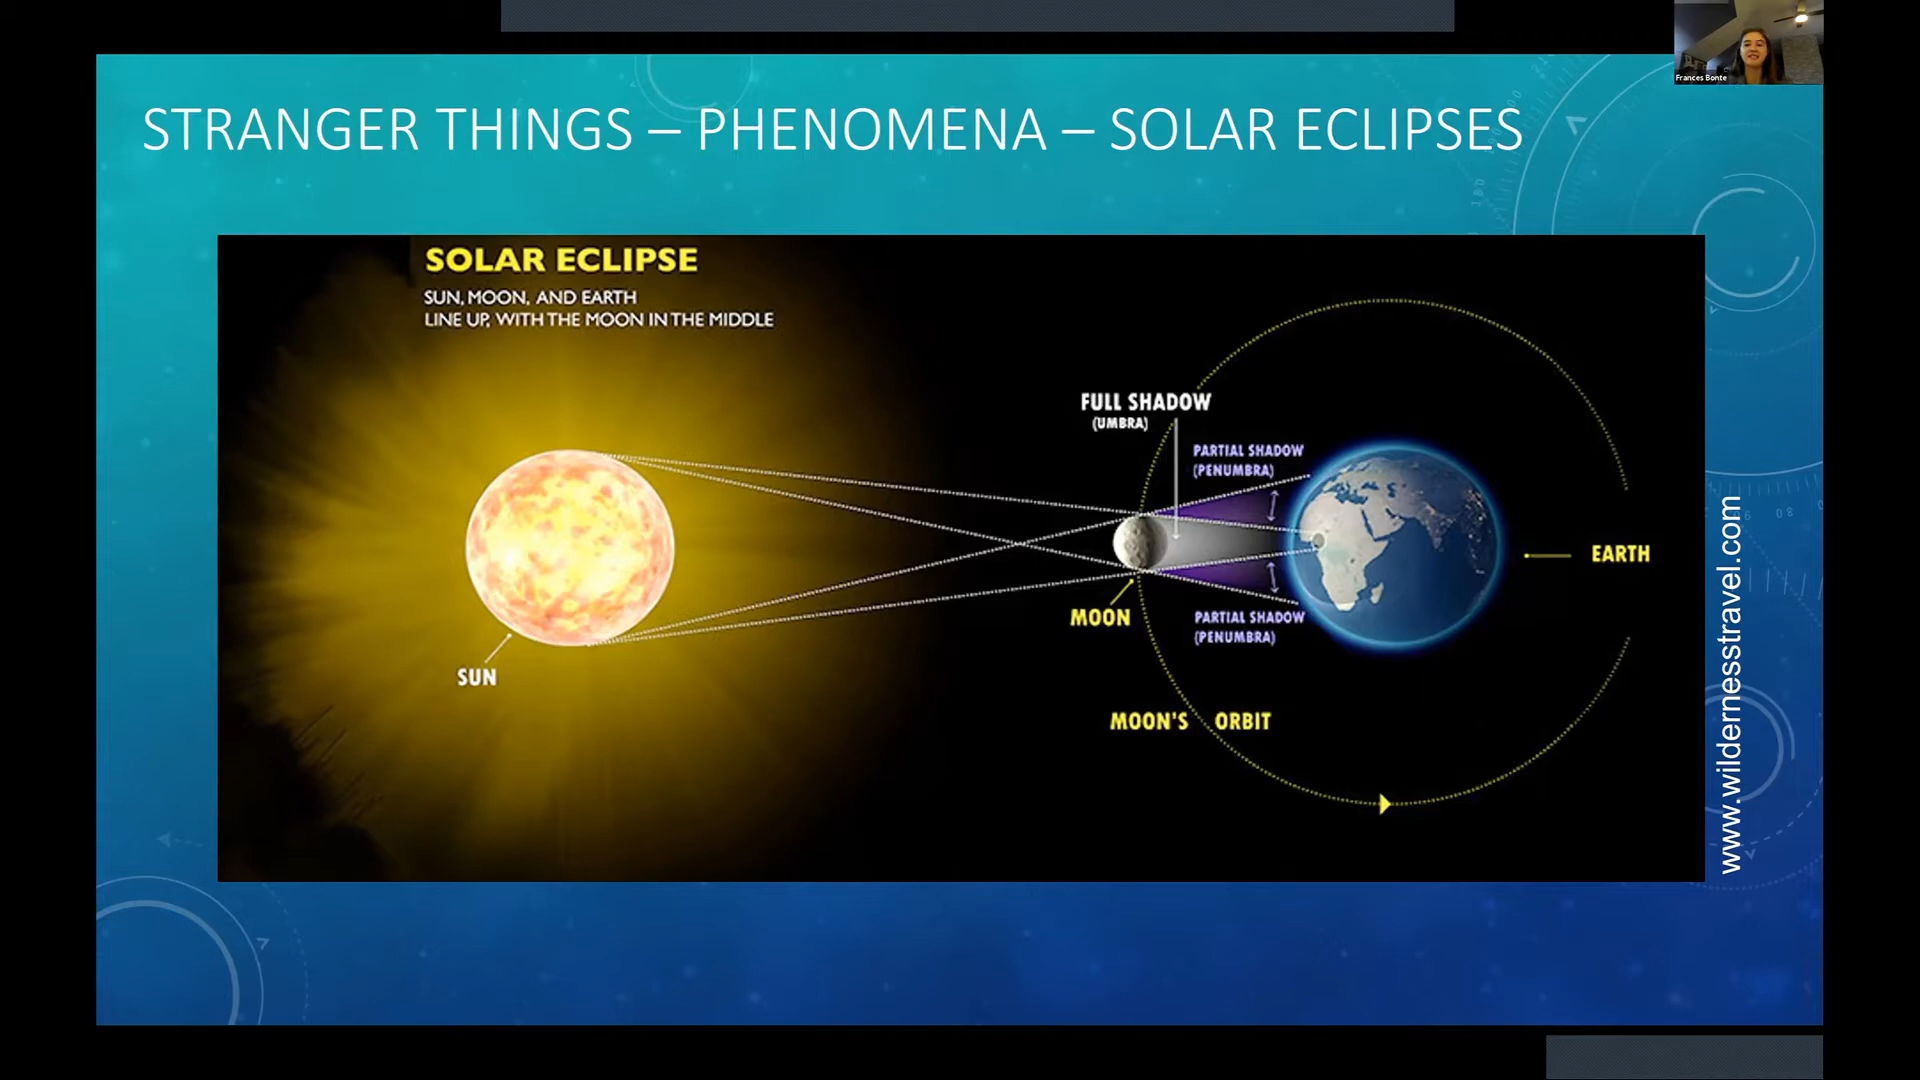 Frances Bonte
STRANGER THINGS – PHENOMENA – SOLAR ECLIPSES
SOLAR ECLIPSE
SUN, MOON, AND EARTH
LINE UP, WITH THE MOON IN THE MIDDLE
FULL SHADOW
(UMBRA)
PARTIAL SHADOW
(PENUMBRA)
EARTH
MOON
PARTIAL SHADOW
(PENUMBRA)
SUN
MOON'S ORBIT
www.wildernesstravel.com